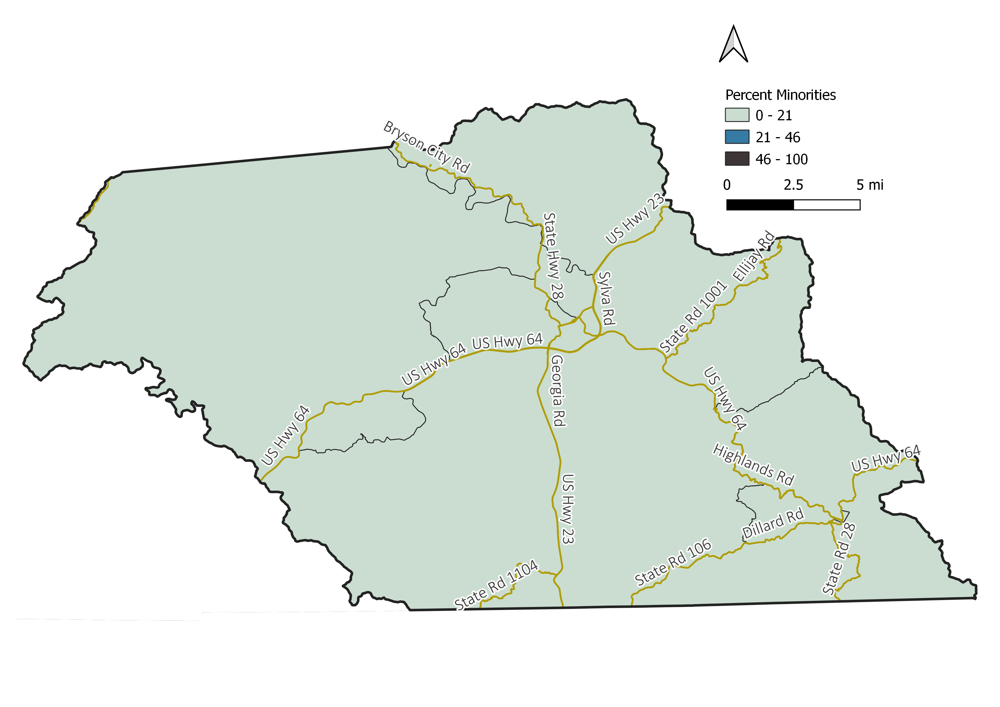 Percent Minorities
0 - 21
21 - 46
46 - 100
0 2.5 5 mi
Bryson City Rd
US Hwy 23
State Hwy 28
Ellijay Rd
Sylva Rd
State Rd 1001
US Hwy 64
US Hwy 64
Georgia Rd
US Hwy 64
US Hwy 64
Highlands Rd
US Hwy 64
US Hwy 23
Dillard Rd
State Rd 28
State Rd 106
State Rd 1104